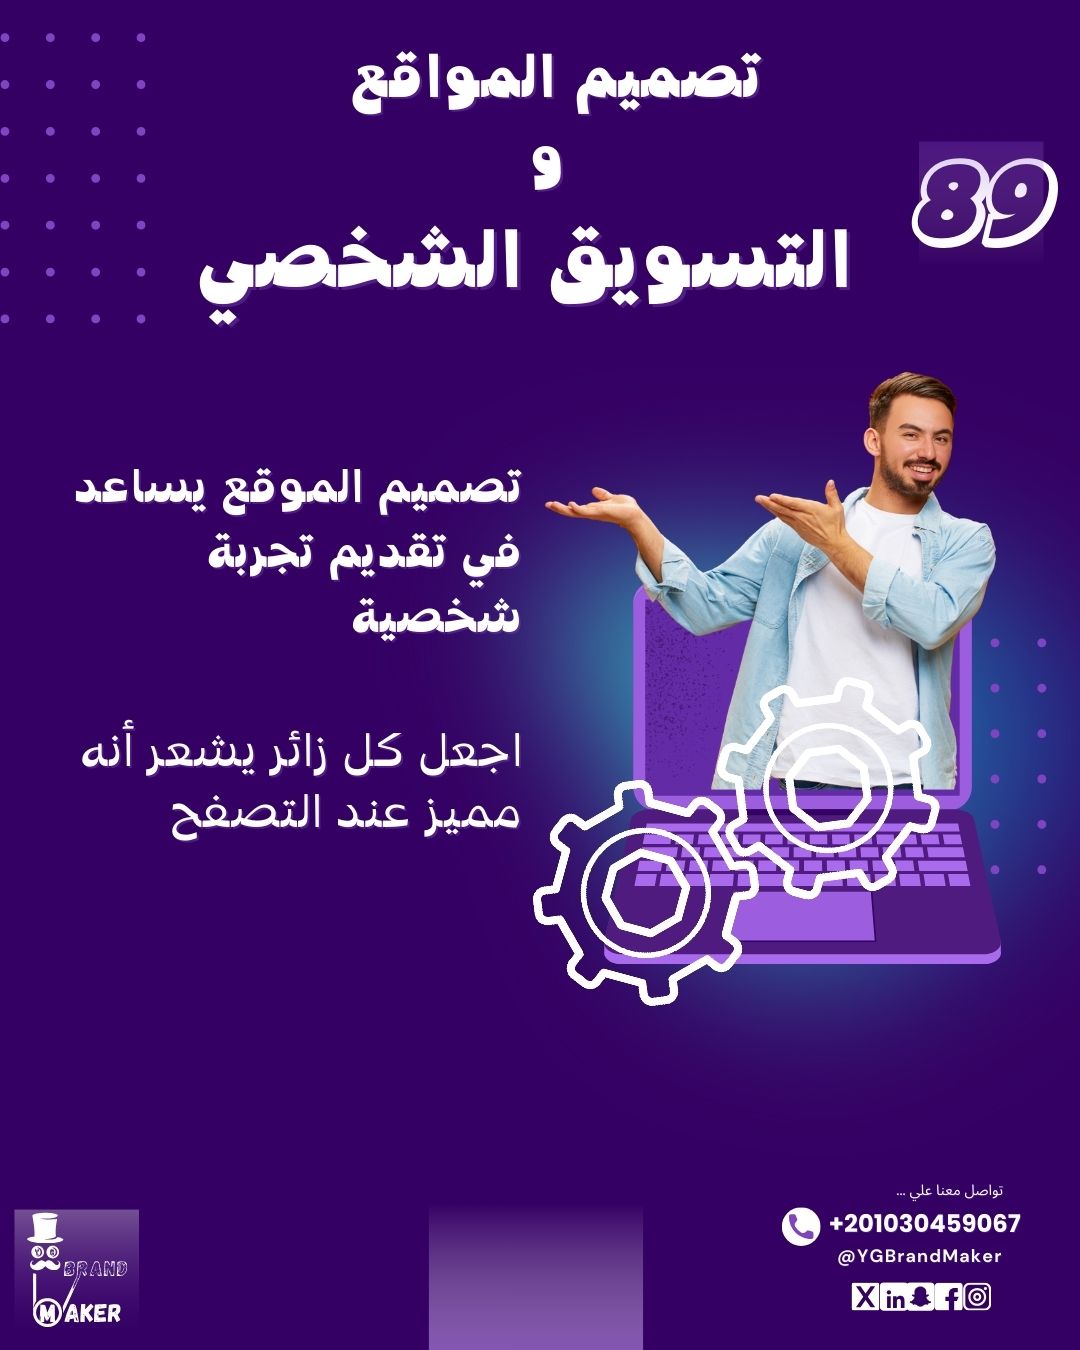 تصميم المواقع
و
التسويق الشخصي
89
تصميم الموقع يساعد
في تقديم تجربة
شخصية
اجعل كل زائر يشعر أنه
مميز عند التصفح
تواصل معنا علي ...
+201030459067
@YGBrandMaker
BRAND
MAKER